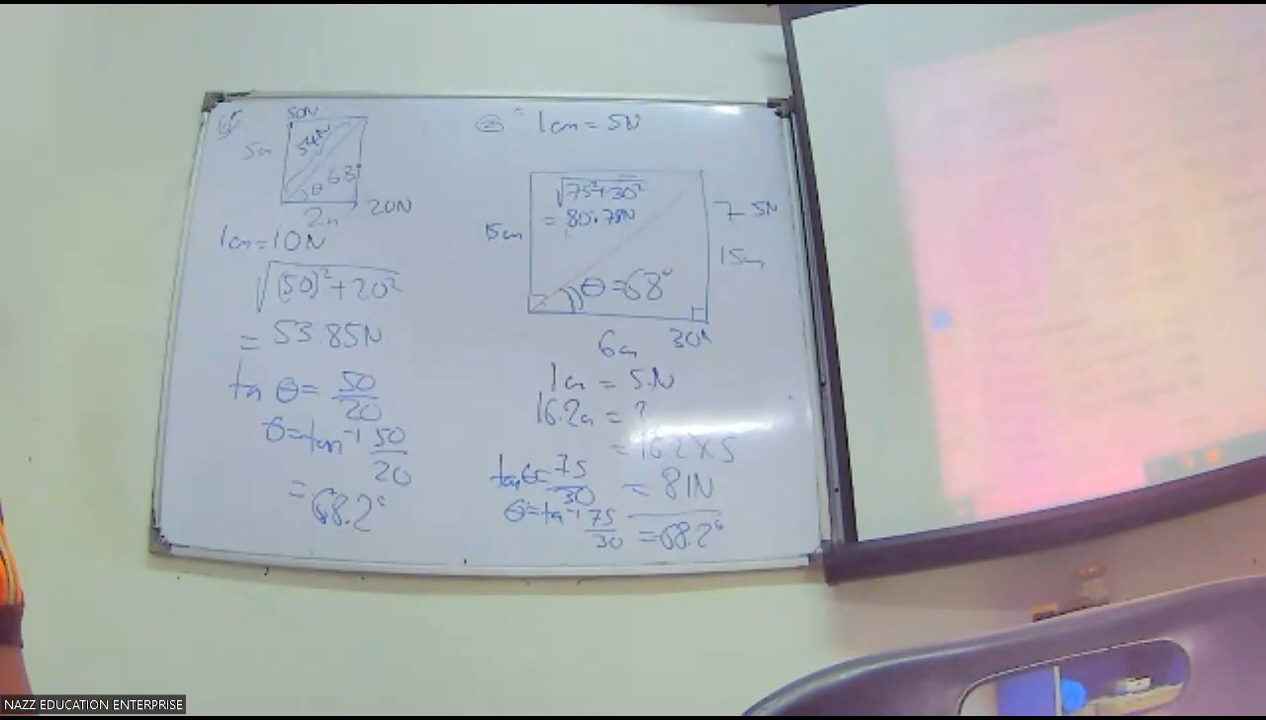 50N
5cm
54N
θ 68°
2cm 20N
1cm = 10N
√(50)² + 20²
= 53.85N
tan θ = 50/20
θ = tan⁻¹ 50/20
= 68.2°
1cm = 5N
√75² + 30²
= 80.78N
15cm
75N
15cm
θ = 68°
6cm 30N
1cm = 5N
16.2cm = ?
= 16.2 × 5
= 81N
tan θ = 75/30
θ = tan⁻¹ 75/30 = 68.2°
NAZZ EDUCATION ENTERPRISE